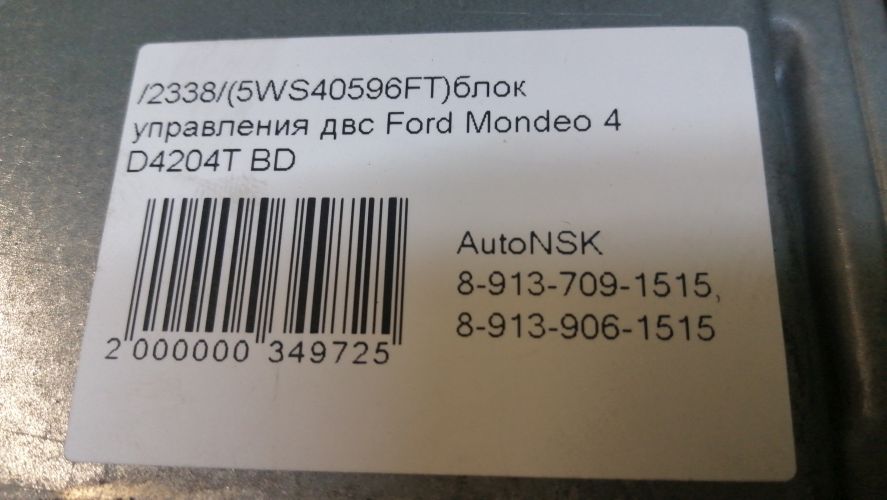 /2338/(5WS40596FT)блок
управления двс Ford Mondeo 4
D4204T BD
AutoNSK
8-913-709-1515,
8-913-906-1515
2 000000 349725